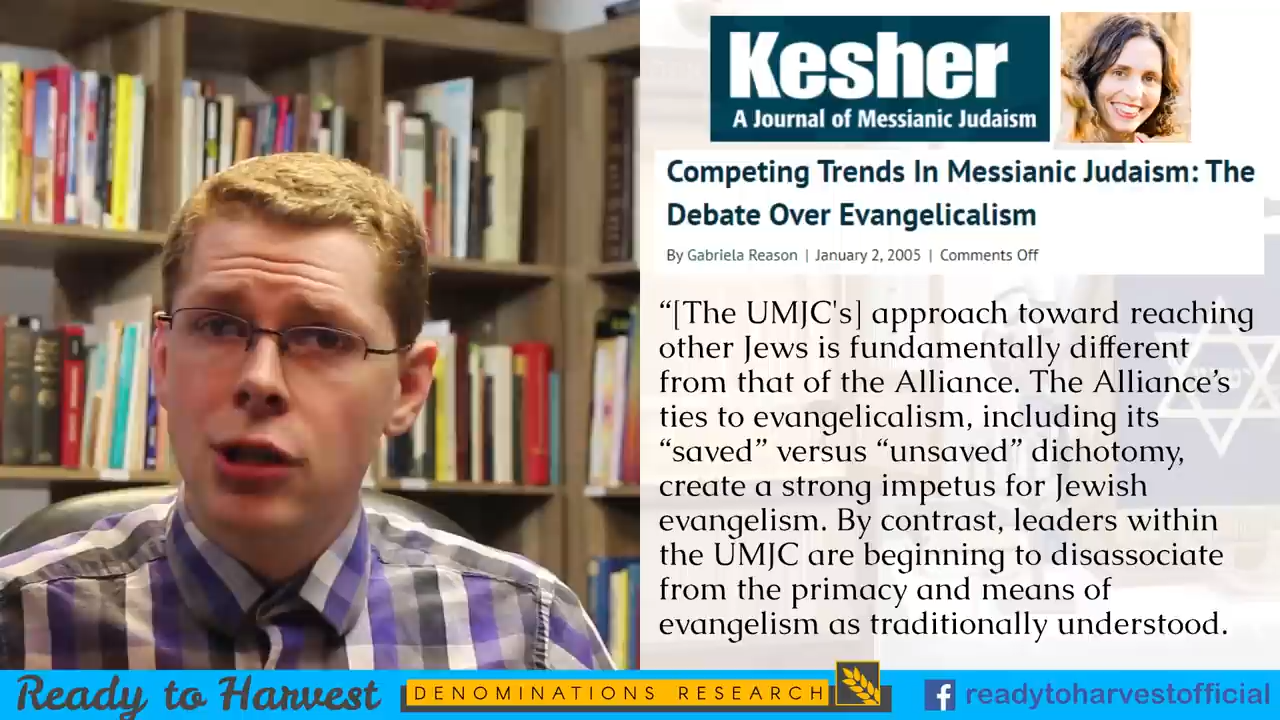 Kesher
A Journal of Messianic Judaism
Competing Trends In Messianic Judaism: The
Debate Over Evangelicalism
By Gabriela Reason | January 2, 2005 | Comments Off
“[The UMJC's] approach toward reaching
other Jews is fundamentally different
from that of the Alliance. The Alliance’s
ties to evangelicalism, including its
“saved” versus “unsaved” dichotomy,
create a strong impetus for Jewish
evangelism. By contrast, leaders within
the UMJC are beginning to disassociate
from the primacy and means of
evangelism as traditionally understood.
Ready to Harvest
DENOMINATIONS RESEARCH
readytoharvestofficial